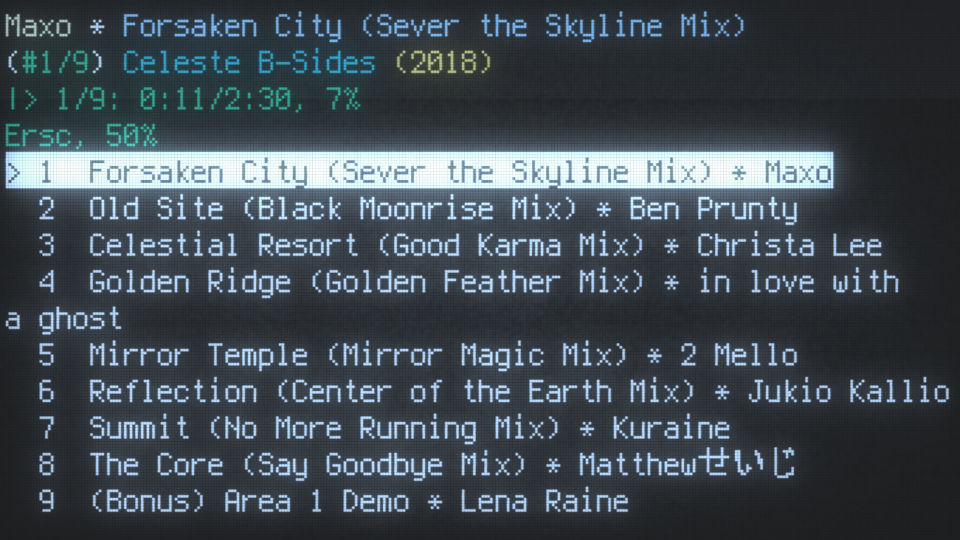 Maxo * Forsaken City (Sever the Skyline Mix)
(#1/9) Celeste B-Sides (2018)
|> 1/9: 0:11/2:30, 7%
Ersc, 50%
> 1 Forsaken City (Sever the Skyline Mix) * Maxo
2 Old Site (Black Moonrise Mix) * Ben Prunty
3 Celestial Resort (Good Karma Mix) * Christa Lee
4 Golden Ridge (Golden Feather Mix) * in love with
a ghost
5 Mirror Temple (Mirror Magic Mix) * 2 Mello
6 Reflection (Center of the Earth Mix) * Jukio Kallio
7 Summit (No More Running Mix) * Kuraine
8 The Core (Say Goodbye Mix) * Matthewせいじ
9 (Bonus) Area 1 Demo * Lena Raine